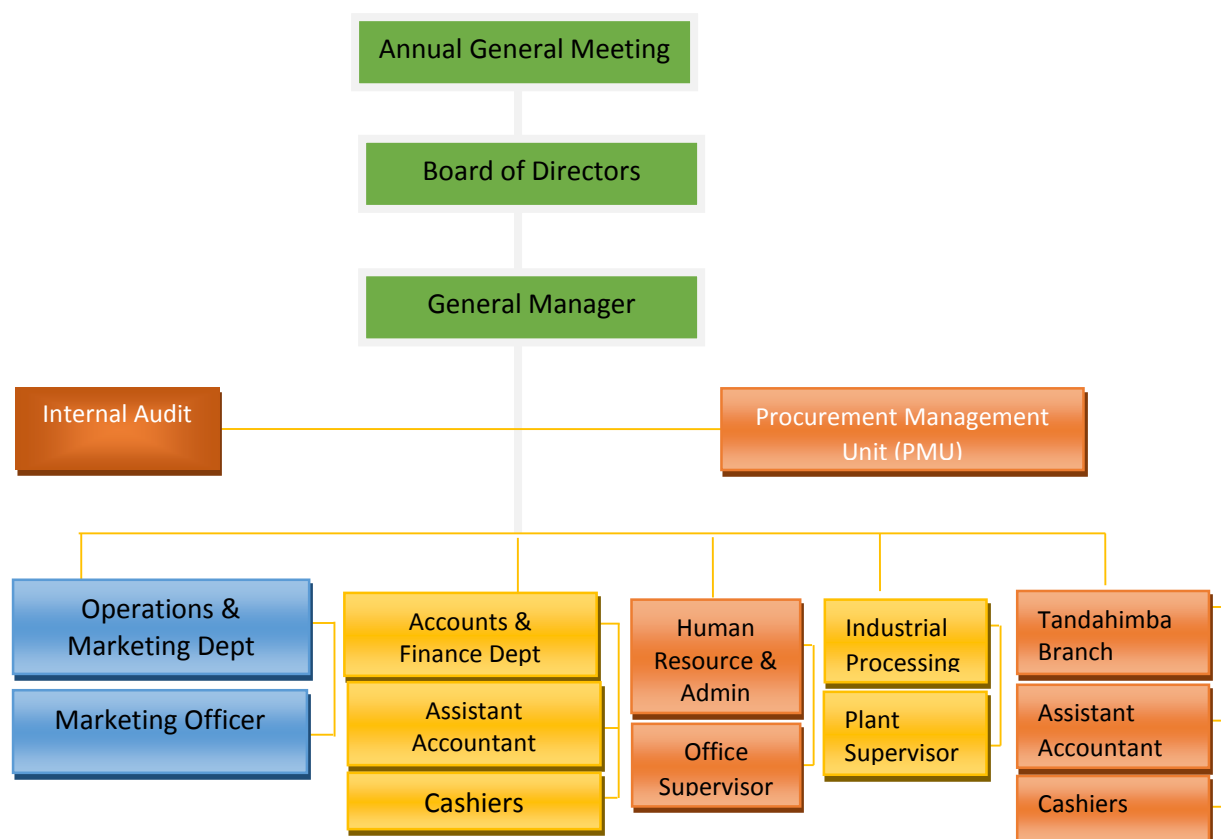 Annual General Meeting
Board of Directors
General Manager
Internal Audit
Procurement Management
Unit (PMU)
Operations &
Marketing Dept
Marketing Officer
Accounts &
Finance Dept
Assistant
Accountant
Cashiers
Human
Resource &
Admin
Office
Supervisor
Industrial
Processing
Plant
Supervisor
Tandahimba
Branch
Assistant
Accountant
Cashiers